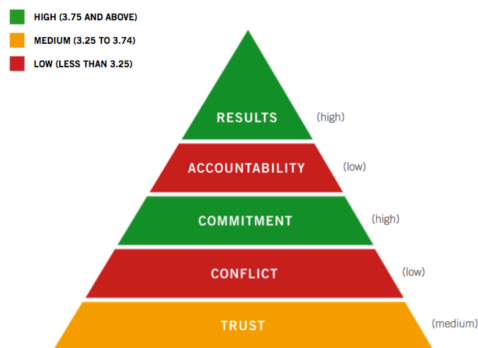 HIGH (3.75 AND ABOVE)
MEDIUM (3.25 TO 3.74)
LOW (LESS THAN 3.25)
RESULTS (high)
ACCOUNTABILITY (low)
COMMITMENT (high)
CONFLICT (low)
TRUST (medium)